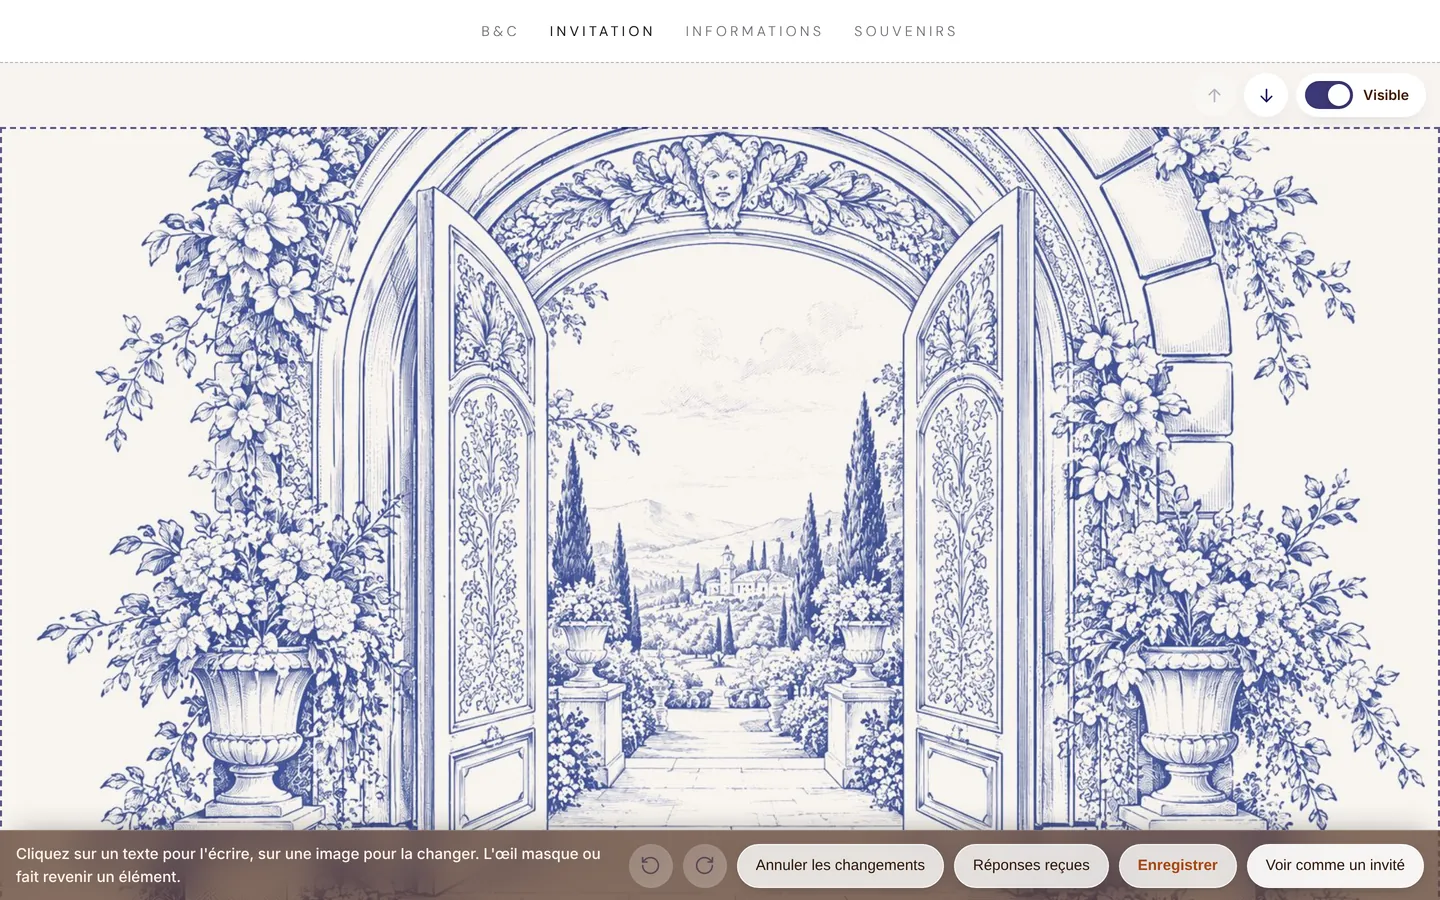 B&C INVITATION INFORMATIONS SOUVENIRS
Visible
Cliquez sur un texte pour l'écrire, sur une image pour la changer. L'œil masque ou
fait revenir un élément.
Annuler les changements
Réponses reçues
Enregistrer
Voir comme un invité